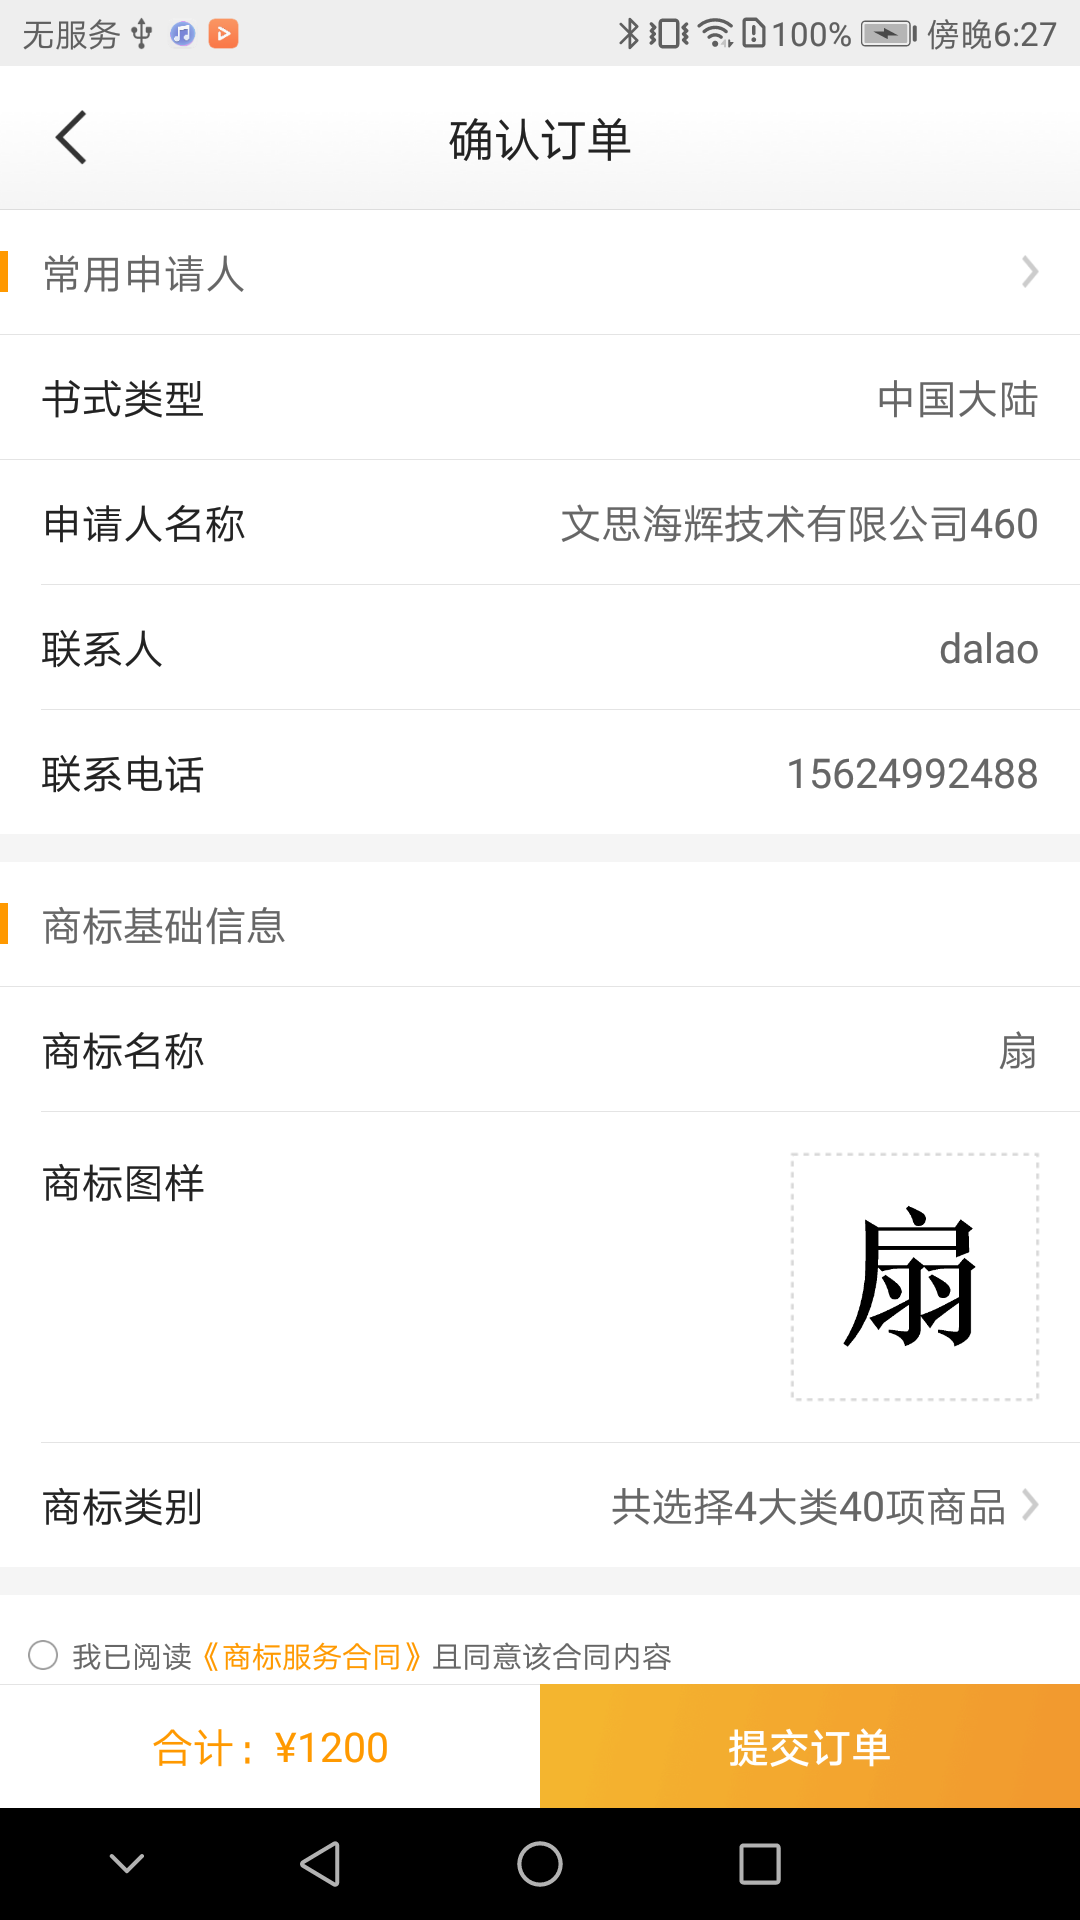 无服务 100% 傍晚6:27
确认订单
常用申请人
书式类型 中国大陆
申请人名称 文思海辉技术有限公司460
联系人 dalao
联系电话 15624992488
商标基础信息
商标名称 扇
商标图样 扇
商标类别 共选择4大类40项商品
我已阅读《商标服务合同》且同意该合同内容
合计：¥1200 提交订单